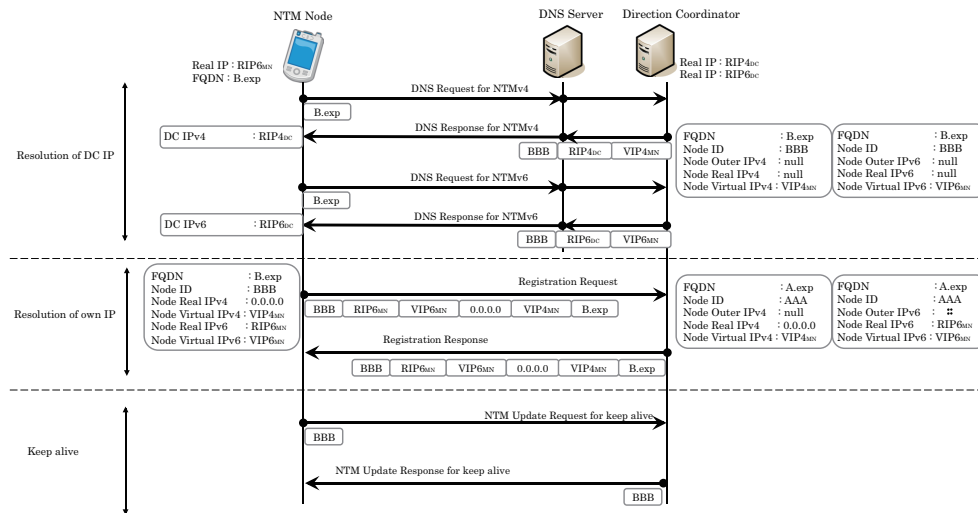 NTM Node
DNS Server
Direction Coordinator
Real IP : RIP6MN
FQDN : B.exp
Real IP : RIP4DC
Real IP : RIP6DC
Resolution of DC IP
DNS Request for NTMv4
B.exp
DC IPv4 : RIP4DC
DNS Response for NTMv4
BBB RIP4DC VIP4MN
FQDN : B.exp
Node ID : BBB
Node Outer IPv4 : null
Node Real IPv4 : null
Node Virtual IPv4 : VIP4MN
FQDN : B.exp
Node ID : BBB
Node Outer IPv6 : null
Node Real IPv6 : null
Node Virtual IPv6 : VIP6MN
DNS Request for NTMv6
B.exp
DC IPv6 : RIP6DC
DNS Response for NTMv6
BBB RIP6DC VIP6MN
Resolution of own IP
FQDN : B.exp
Node ID : BBB
Node Real IPv4 : 0.0.0.0
Node Virtual IPv4 : VIP4MN
Node Real IPv6 : RIP6MN
Node Virtual IPv6 : VIP6MN
Registration Request
BBB RIP6MN VIP6MN 0.0.0.0 VIP4MN B.exp
FQDN : A.exp
Node ID : AAA
Node Outer IPv4 : null
Node Real IPv4 : 0.0.0.0
Node Virtual IPv4 : VIP4MN
FQDN : A.exp
Node ID : AAA
Node Outer IPv6 : ::
Node Real IPv6 : RIP6MN
Node Virtual IPv6 : VIP6MN
Registration Response
BBB RIP6MN VIP6MN 0.0.0.0 VIP4MN B.exp
Keep alive
NTM Update Request for keep alive
BBB
NTM Update Response for keep alive
BBB